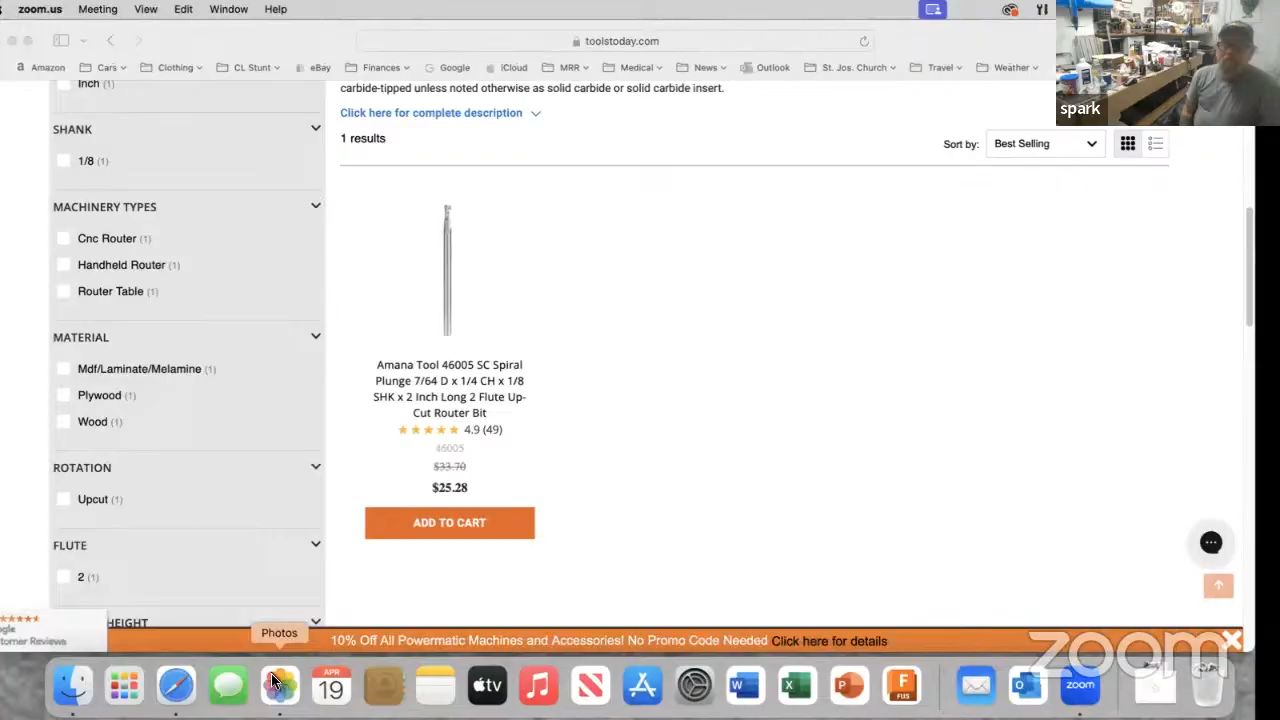 zoom.us Meeting View Edit Window Help
toolstoday.com
Amazon Cars Clothing CL Stunt eBay Finances Google iCloud MRR Medical News Outlook St. Jos. Church Travel Weather
spark
Inch (1)
SHANK
1/8 (1)
MACHINERY TYPES
Cnc Router (1)
Handheld Router (1)
Router Table (1)
MATERIAL
Mdf/Laminate/Melamine (1)
Plywood (1)
Wood (1)
ROTATION
Upcut (1)
FLUTE
2 (1)
HEIGHT
carbide-tipped unless noted otherwise as solid carbide or solid carbide insert.
Click here for complete description
1 results
Sort by: Best Selling
Amana Tool 46005 SC Spiral
Plunge 7/64 D x 1/4 CH x 1/8
SHK x 2 Inch Long 2 Flute Up-
Cut Router Bit
4.9 (49)
46005
$33.70
$25.28
ADD TO CART
gle
tomer Reviews
Photos
10% Off All Powermatic Machines and Accessories! No Promo Code Needed Click here for details
zoom
APR
19
tv
W
X
P
F
FUS
O
zoom